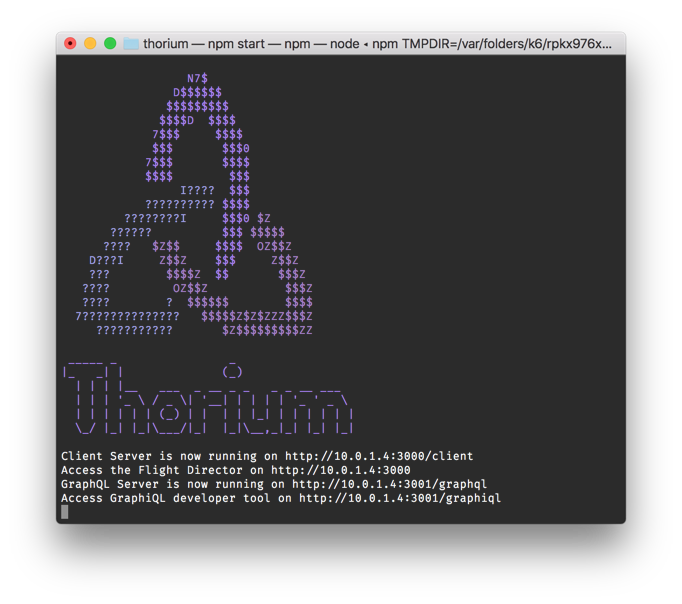 thorium — npm start — npm — node ◂ npm TMPDIR=/var/folders/k6/rpkx976x...
N7$
D$$$$$$
$$$$$$$$$
$$$$D  $$$$
7$$$     $$$$
$$$       $$$0
7$$$       $$$$
$$$$        $$$
I????  $$$
?????????? $$$$
????????I     $$$0 $Z
??????          $$$ $$$$$
????   $Z$$     $$$$  OZ$$Z
D???I     Z$$Z    $$$     Z$$Z
???        $$$$Z  $$       $$$Z
????         OZ$$Z           $$$Z
????        ?  $$$$$$        $$$$
7??????????????   $$$$$Z$Z$ZZZ$$$Z
???????????       $Z$$$$$$$$$ZZ
Thorium
Client Server is now running on http://10.0.1.4:3000/client
Access the Flight Director on http://10.0.1.4:3000
GraphQL Server is now running on http://10.0.1.4:3001/graphql
Access GraphiQL developer tool on http://10.0.1.4:3001/graphiql